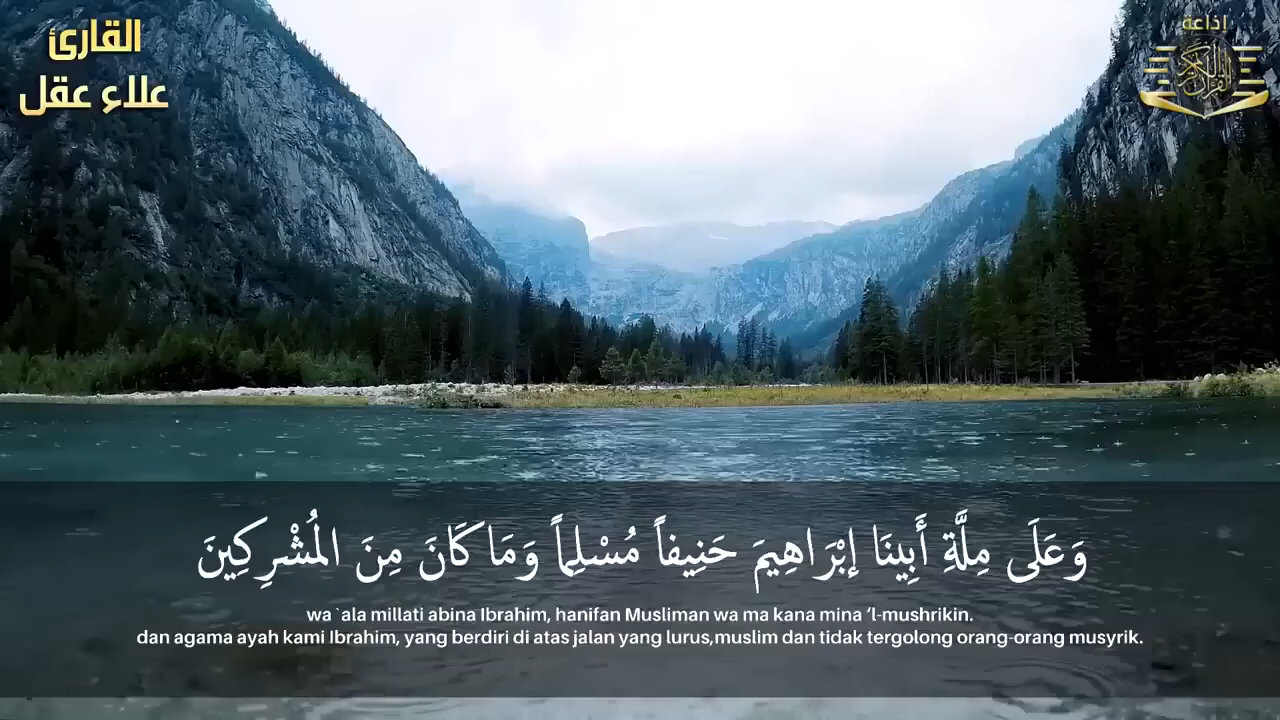 القارئ
علاء عقل
إذاعة
القرآن الكريم
وَعَلَى مِلَّةِ أَبِينَا إِبْرَاهِيمَ حَنِيفاً مُسْلِماً وَمَا كَانَ مِنَ الْمُشْرِكِينَ
wa `ala millati abina Ibrahim, hanifan Musliman wa ma kana mina ‘l-mushrikin.
dan agama ayah kami Ibrahim, yang berdiri di atas jalan yang lurus,muslim dan tidak tergolong orang-orang musyrik.